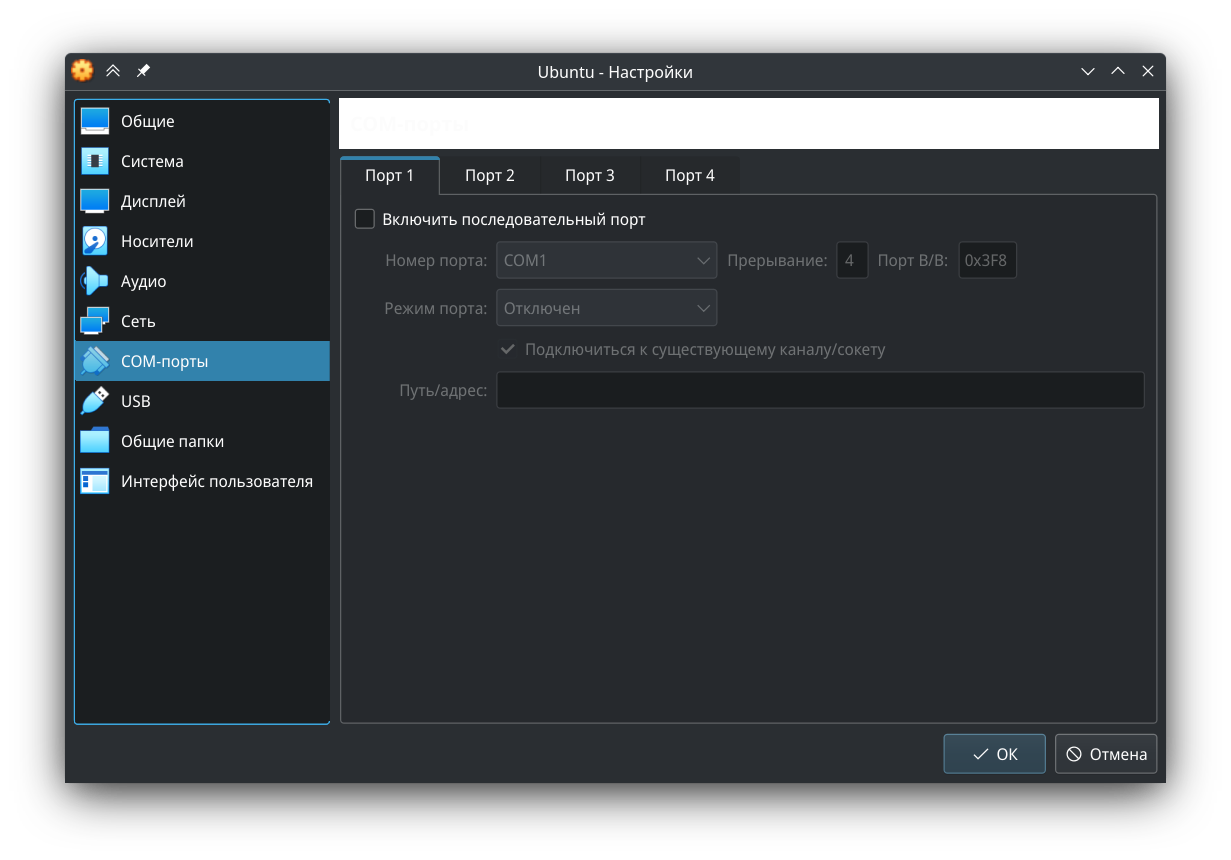 Ubuntu - Настройки
Общие
Система
Дисплей
Носители
Аудио
Сеть
COM-порты
USB
Общие папки
Интерфейс пользователя
COM-порты
Порт 1 Порт 2 Порт 3 Порт 4
Включить последовательный порт
Номер порта: COM1 Прерывание: 4 Порт В/В: 0x3F8
Режим порта: Отключен
Подключиться к существующему каналу/сокету
Путь/адрес:
ОК Отмена